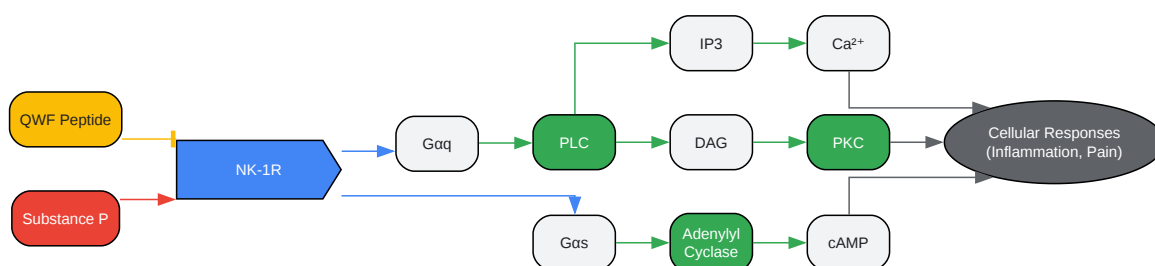 QWF Peptide
Substance P
NK-1R
Gαq
PLC
IP3
Ca²⁺
DAG
PKC
Gαs
Adenylyl
Cyclase
cAMP
Cellular Responses
(Inflammation, Pain)